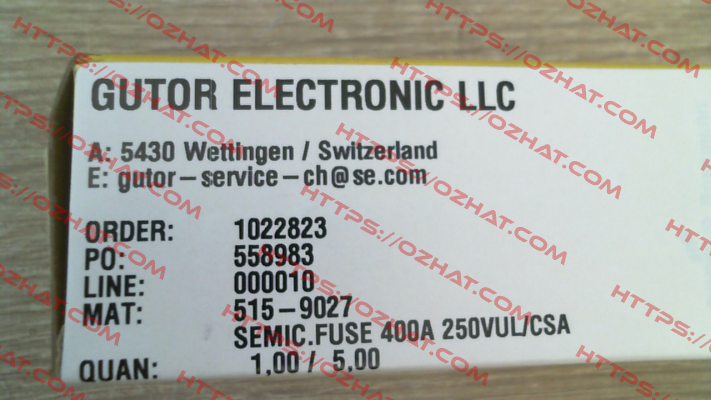 GUTOR ELECTRONIC LLC
A: 5430 Wettingen / Switzerland
E: gutor-service-ch@se.com
ORDER: 1022823
PO: 558983
LINE: 000010
MAT: 515-9027
SEMIC.FUSE 400A 250VUL/CSA
QUAN: 1,00 / 5,00
HTTPS://OZHAT.COM